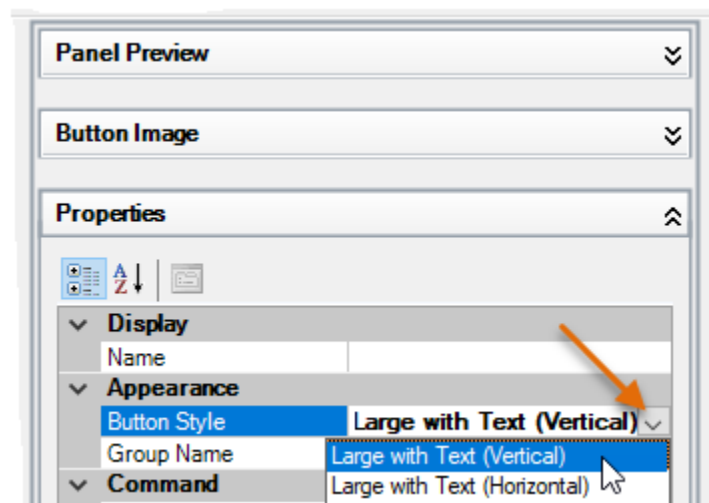 Panel Preview
Button Image
Properties
A
Z
Display
Name
Appearance
Button Style Large with Text (Vertical)
Group Name Large with Text (Vertical)
Command Large with Text (Horizontal)